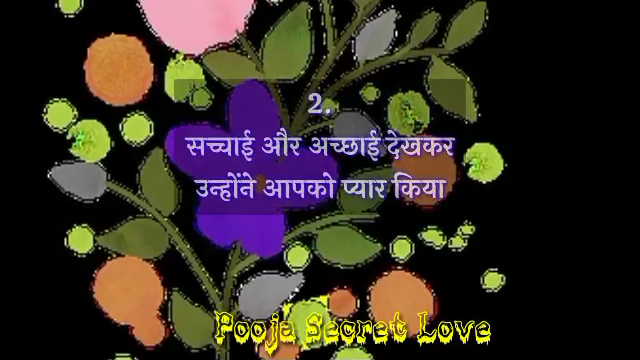 2.
सच्चाई और अच्छाई देखकर
उन्होंने आपको प्यार किया
Pooja Secret Love